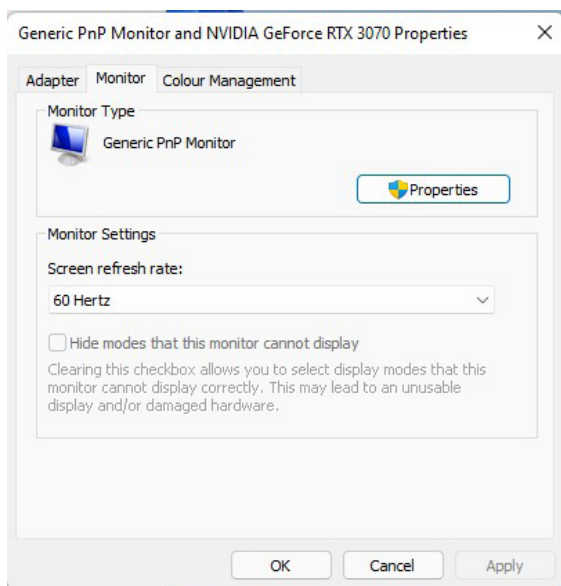 Generic PnP Monitor and NVIDIA GeForce RTX 3070 Properties
Adapter Monitor Colour Management
Monitor Type
Generic PnP Monitor
Properties
Monitor Settings
Screen refresh rate:
60 Hertz
Hide modes that this monitor cannot display
Clearing this checkbox allows you to select display modes that this
monitor cannot display correctly. This may lead to an unusable
display and/or damaged hardware.
OK Cancel Apply